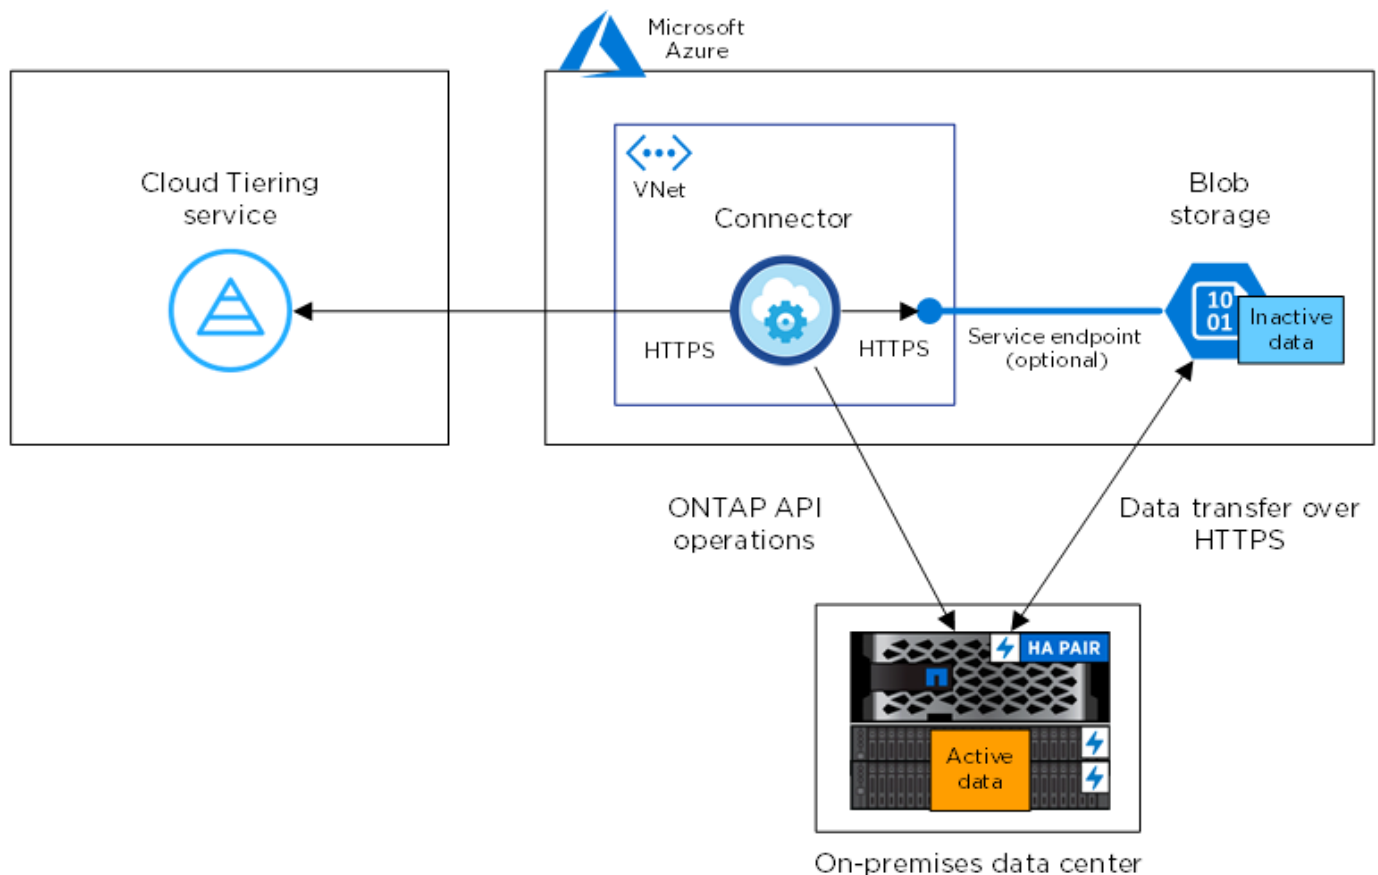 Microsoft
Azure
Cloud Tiering
service
VNet
Connector
Blob
storage
HTTPS
HTTPS
Service endpoint
(optional)
10
01
Inactive
data
ONTAP API
operations
Data transfer over
HTTPS
HA PAIR
Active
data
On-premises data center